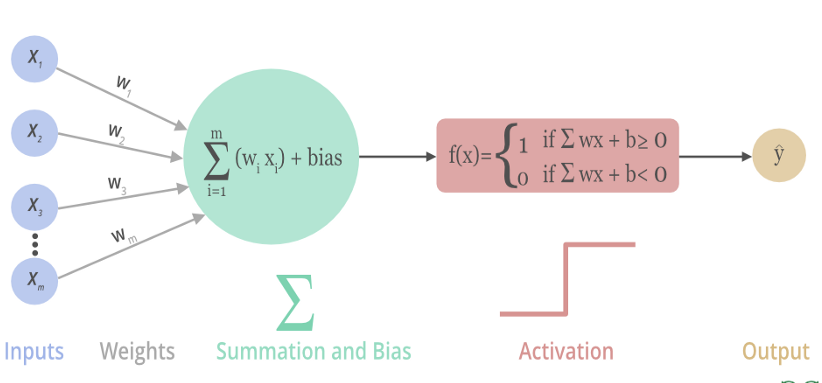 X₁
W₁
X₂
W₂
X₃
W₃
Xₘ
Wₘ
m
∑ (wᵢ xᵢ) + bias
i=1
f(x)={ 1 if ∑ wx + b ≥ 0
0 if ∑ wx + b < 0
ŷ
∑
Inputs
Weights
Summation and Bias
Activation
Output